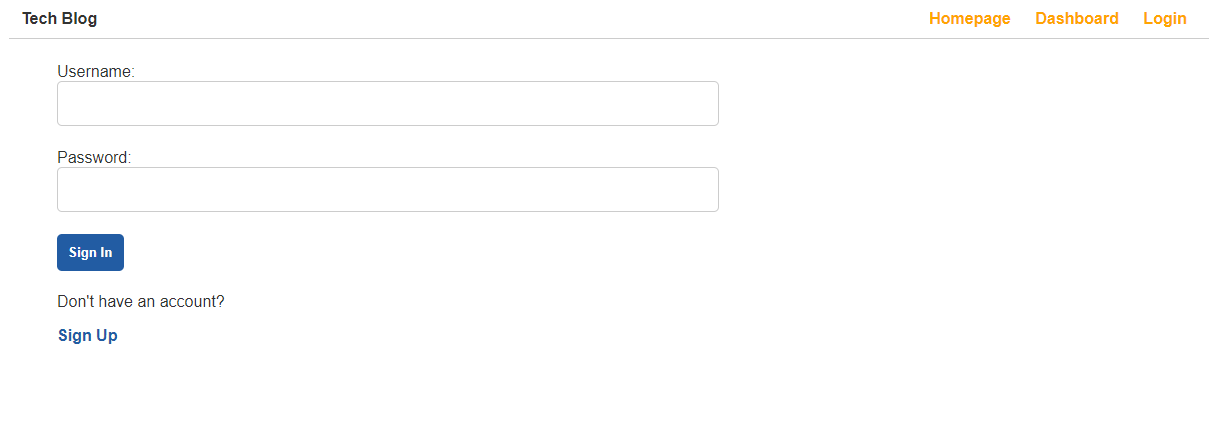 Tech Blog Homepage Dashboard Login
Username:
Password:
Sign In
Don't have an account?
Sign Up